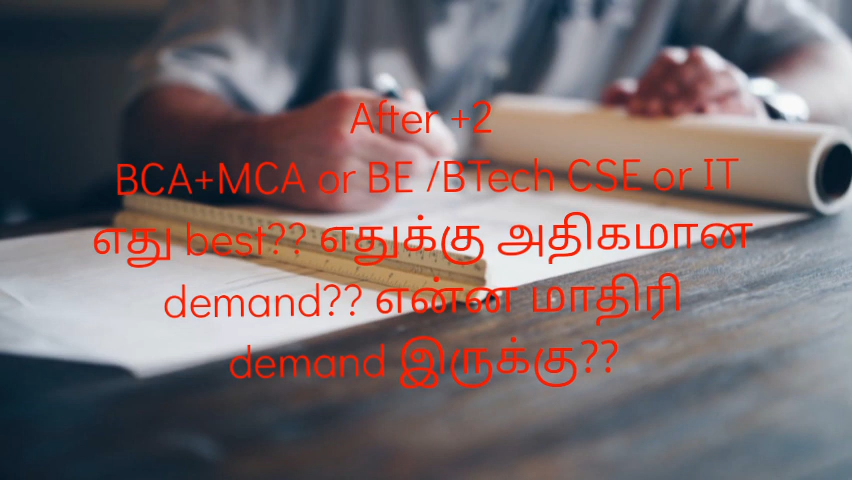 After +2
BCA+MCA or BE /BTech CSE or IT
எது best?? எதுக்கு அதிகமான
demand?? என்ன மாதிரி
demand இருக்கு??